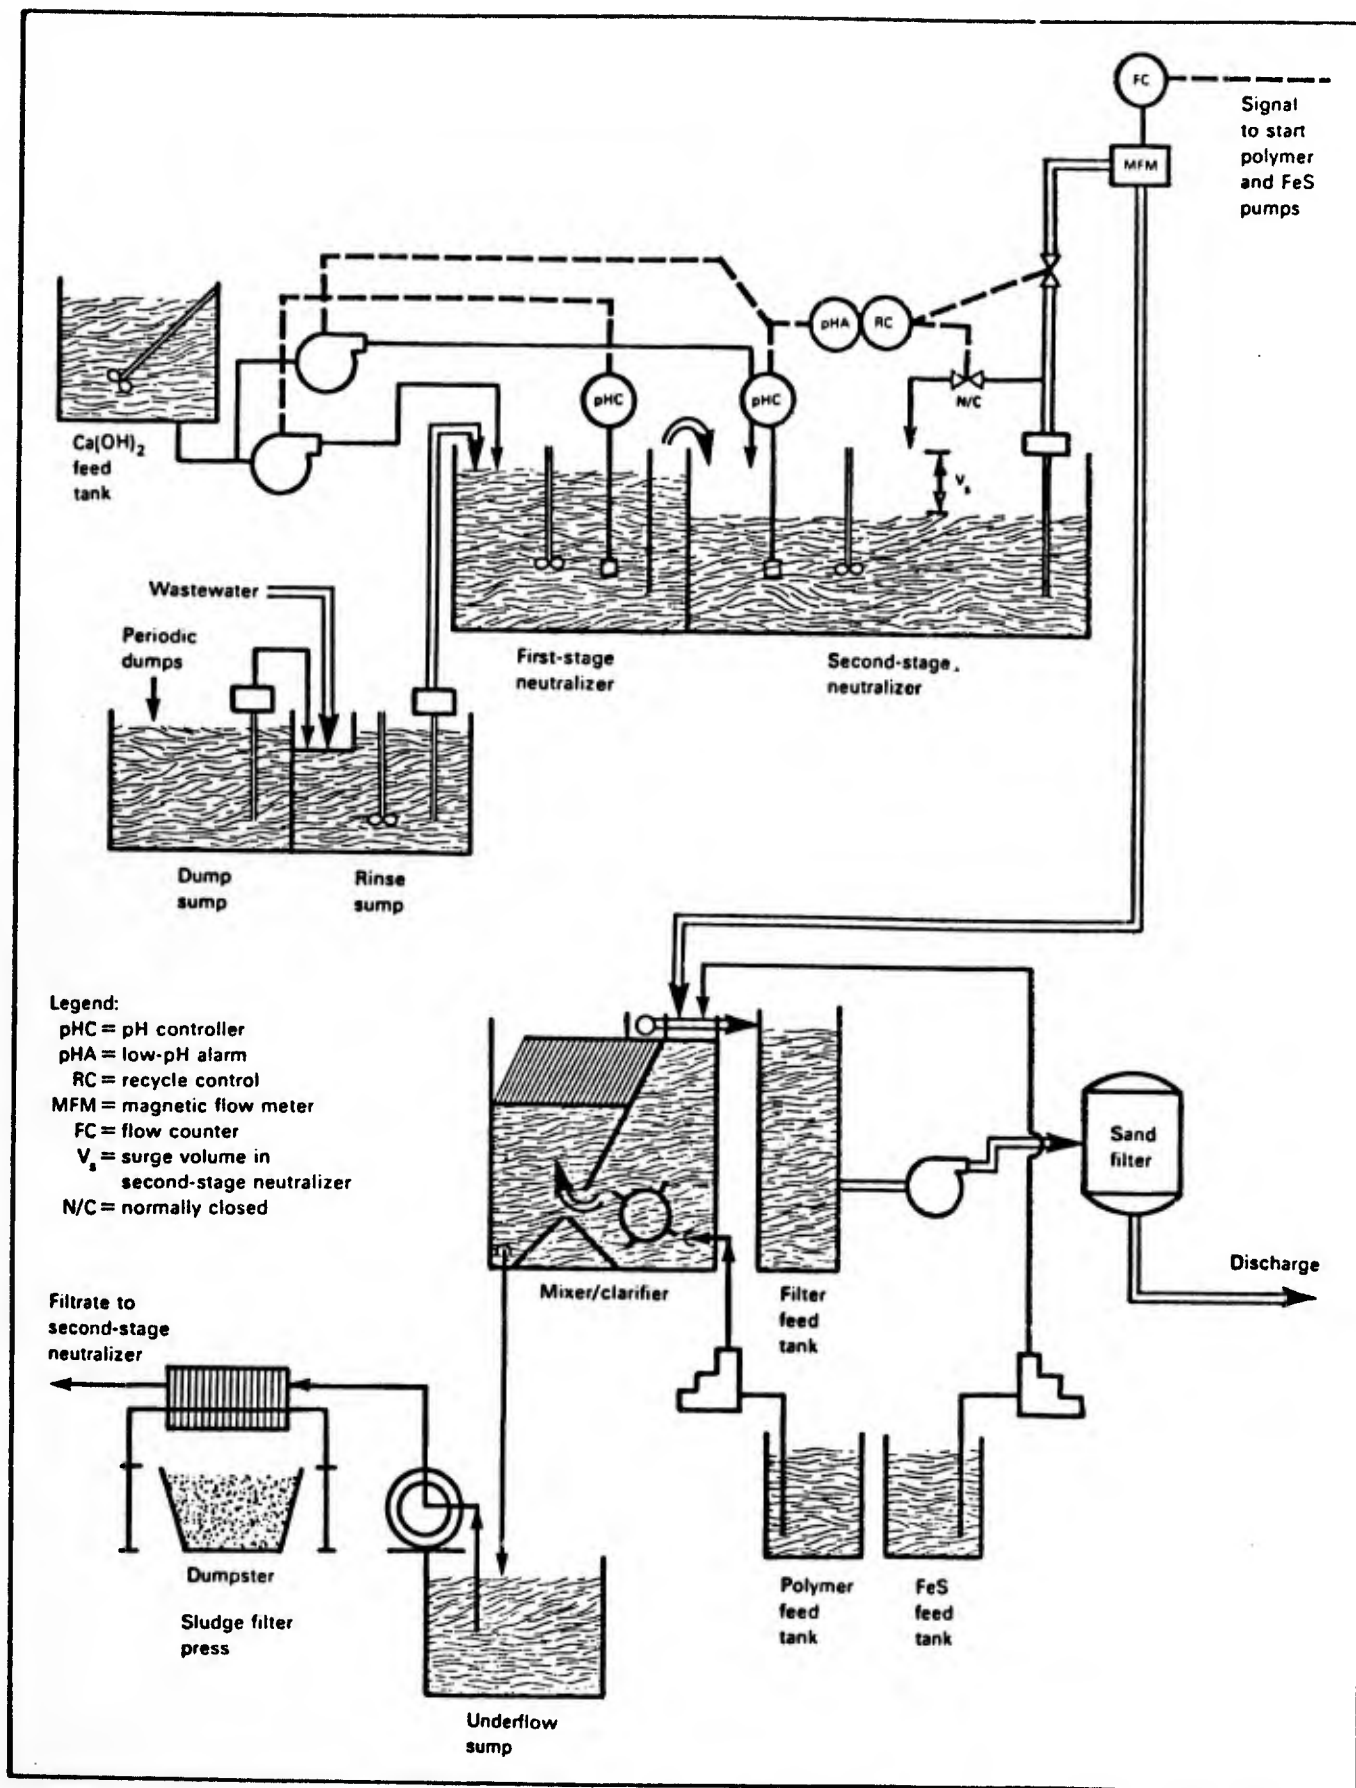 FC
Signal
to start
polymer
and FeS
pumps
MFM
pHA
RC
pHC
pHC
N/C
Ca(OH)₂
feed
tank
Vₛ
Wastewater
Periodic
dumps
First-stage
neutralizer
Second-stage.
neutralizer
Dump
sump
Rinse
sump
Legend:
pHC = pH controller
pHA = low-pH alarm
RC = recycle control
MFM = magnetic flow meter
FC = flow counter
Vₛ = surge volume in
second-stage neutralizer
N/C = normally closed
Sand
filter
Discharge
Mixer/clarifier
Filter
feed
tank
Filtrate to
second-stage
neutralizer
Dumpster
Sludge filter
press
Polymer
feed
tank
FeS
feed
tank
Underflow
sump